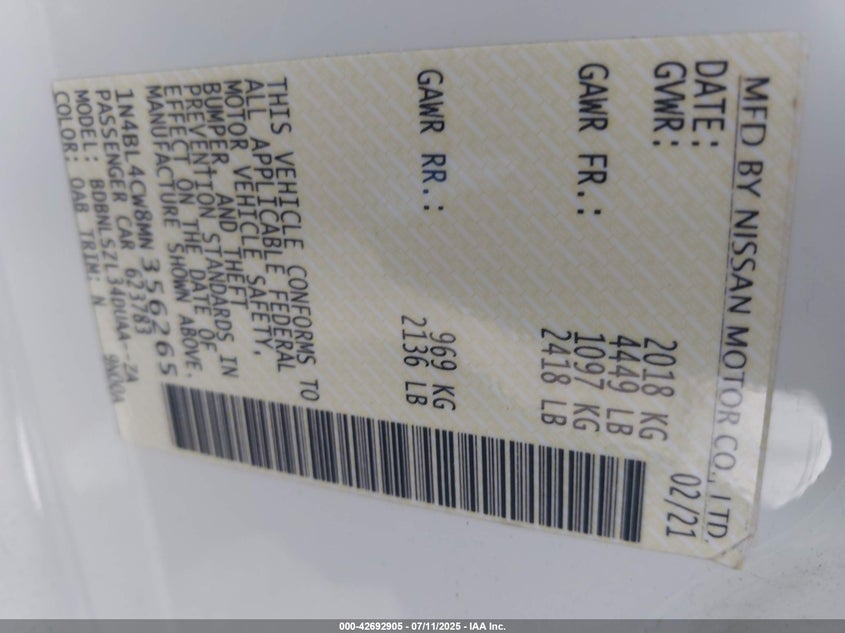 MFD BY NISSAN MOTOR CO., LTD.
DATE: 02/21
GVWR: 2018 KG
4449 LB
GAWR FR.: 1097 KG
2418 LB
GAWR RR.: 969 KG
2136 LB
THIS VEHICLE CONFORMS TO
ALL APPLICABLE FEDERAL
MOTOR VEHICLE SAFETY,
BUMPER, AND THEFT
PREVENTION STANDARDS IN
EFFECT ON THE DATE OF
MANUFACTURE SHOWN ABOVE.
1N4BL4CW8MN356265
PASSENGER CAR 623783
MODEL: BDBNLSZL34DUAA--ZA
COLOR: QAB TRIM: N 9N00A
000-42692905 - 07/11/2025 - IAA Inc.